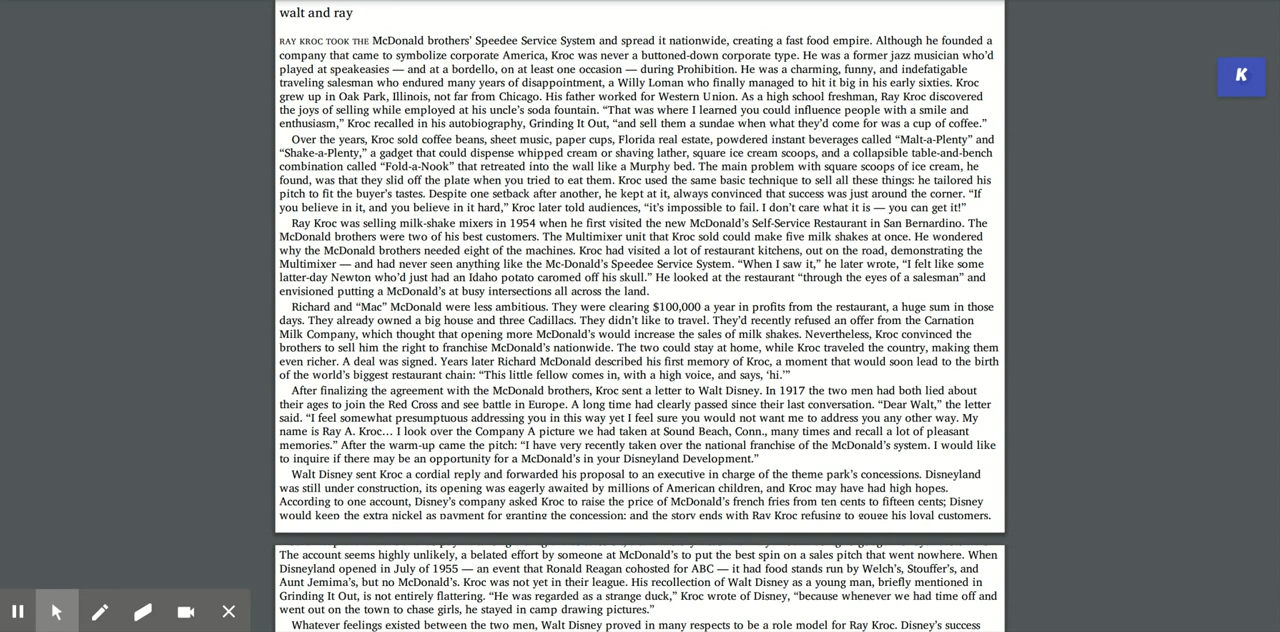 walt and ray
RAY KROC TOOK THE McDonald brothers’ Speedee Service System and spread it nationwide, creating a fast food empire. Although he founded a
company that came to symbolize corporate America, Kroc was never a buttoned-down corporate type. He was a former jazz musician who’d
played at speakeasies — and at a bordello, on at least one occasion — during Prohibition. He was a charming, funny, and indefatigable
traveling salesman who endured many years of disappointment, a Willy Loman who finally managed to hit it big in his early sixties. Kroc
grew up in Oak Park, Illinois, not far from Chicago. His father worked for Western Union. As a high school freshman, Ray Kroc discovered
the joys of selling while employed at his uncle’s soda fountain. “That was where I learned you could influence people with a smile and
enthusiasm,” Kroc recalled in his autobiography, Grinding It Out, “and sell them a sundae when what they’d come for was a cup of coffee.”
Over the years, Kroc sold coffee beans, sheet music, paper cups, Florida real estate, powdered instant beverages called “Malt-a-Plenty” and
“Shake-a-Plenty,” a gadget that could dispense whipped cream or shaving lather, square ice cream scoops, and a collapsible table-and-bench
combination called “Fold-a-Nook” that retreated into the wall like a Murphy bed. The main problem with square scoops of ice cream, he
found, was that they slid off the plate when you tried to eat them. Kroc used the same basic technique to sell all these things: he tailored his
pitch to fit the buyer’s tastes. Despite one setback after another, he kept at it, always convinced that success was just around the corner. “If
you believe in it, and you believe in it hard,” Kroc later told audiences, “it’s impossible to fail. I don’t care what it is — you can get it!”
Ray Kroc was selling milk-shake mixers in 1954 when he first visited the new McDonald’s Self-Service Restaurant in San Bernardino. The
McDonald brothers were two of his best customers. The Multimixer unit that Kroc sold could make five milk shakes at once. He wondered
why the McDonald brothers needed eight of the machines. Kroc had visited a lot of restaurant kitchens, out on the road, demonstrating the
Multimixer — and had never seen anything like the Mc-Donald’s Speedee Service System. “When I saw it,” he later wrote, “I felt like some
latter-day Newton who’d just had an Idaho potato caromed off his skull.” He looked at the restaurant “through the eyes of a salesman” and
envisioned putting a McDonald’s at busy intersections all across the land.
Richard and “Mac” McDonald were less ambitious. They were clearing $100,000 a year in profits from the restaurant, a huge sum in those
days. They already owned a big house and three Cadillacs. They didn’t like to travel. They’d recently refused an offer from the Carnation
Milk Company, which thought that opening more McDonald’s would increase the sales of milk shakes. Nevertheless, Kroc convinced the
brothers to sell him the right to franchise McDonald’s nationwide. The two could stay at home, while Kroc traveled the country, making them
even richer. A deal was signed. Years later Richard McDonald described his first memory of Kroc, a moment that would soon lead to the birth
of the world’s biggest restaurant chain: “This little fellow comes in, with a high voice, and says, ‘hi.’”
After finalizing the agreement with the McDonald brothers, Kroc sent a letter to Walt Disney. In 1917 the two men had both lied about
their ages to join the Red Cross and see battle in Europe. A long time had clearly passed since their last conversation. “Dear Walt,” the letter
said. “I feel somewhat presumptuous addressing you in this way yet I feel sure you would not want me to address you any other way. My
name is Ray A. Kroc… I look over the Company A picture we had taken at Sound Beach, Conn., many times and recall a lot of pleasant
memories.” After the warm-up came the pitch: “I have very recently taken over the national franchise of the McDonald’s system. I would like
to inquire if there may be an opportunity for a McDonald’s in your Disneyland Development.”
Walt Disney sent Kroc a cordial reply and forwarded his proposal to an executive in charge of the theme park’s concessions. Disneyland
was still under construction, its opening was eagerly awaited by millions of American children, and Kroc may have had high hopes.
According to one account, Disney’s company asked Kroc to raise the price of McDonald’s french fries from ten cents to fifteen cents; Disney
would keep the extra nickel as payment for granting the concession; and the story ends with Ray Kroc refusing to gouge his loyal customers.
The account seems highly unlikely, a belated effort by someone at McDonald’s to put the best spin on a sales pitch that went nowhere. When
Disneyland opened in July of 1955 — an event that Ronald Reagan cohosted for ABC — it had food stands run by Welch’s, Stouffer’s, and
Aunt Jemima’s, but no McDonald’s. Kroc was not yet in their league. His recollection of Walt Disney as a young man, briefly mentioned in
Grinding It Out, is not entirely flattering. “He was regarded as a strange duck,” Kroc wrote of Disney, “because whenever we had time off and
went out on the town to chase girls, he stayed in camp drawing pictures.”
Whatever feelings existed between the two men, Walt Disney proved in many respects to be a role model for Ray Kroc. Disney’s success
K